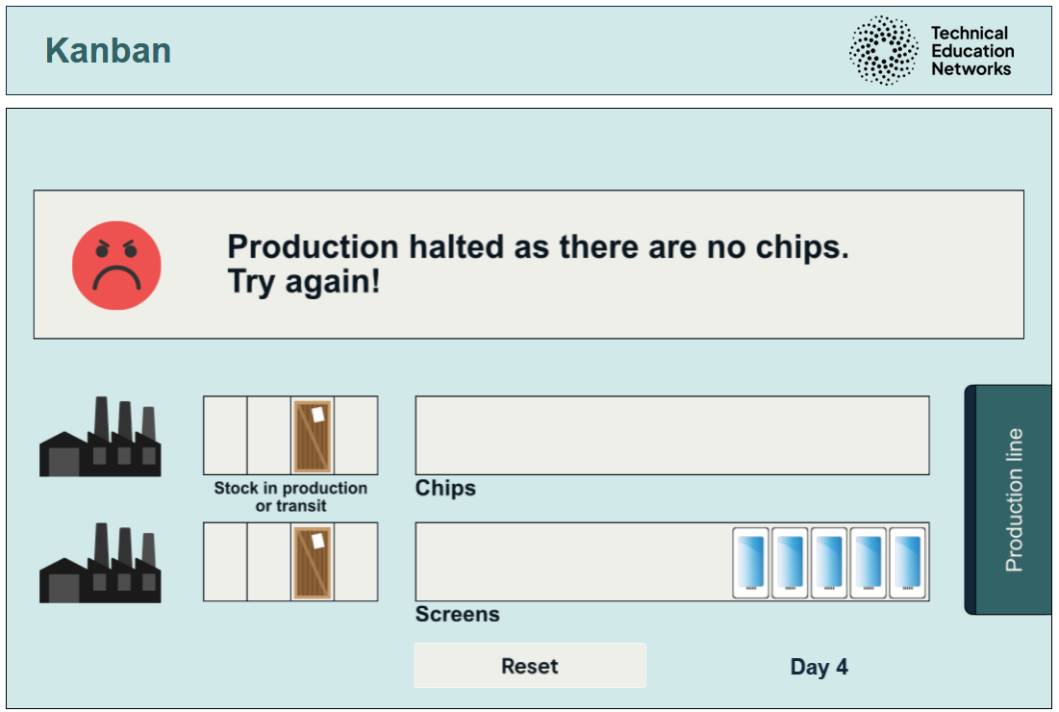 Kanban
Technical
Education
Networks
Production halted as there are no chips.
Try again!
Stock in production
or transit
Chips
Production line
Screens
Reset
Day 4